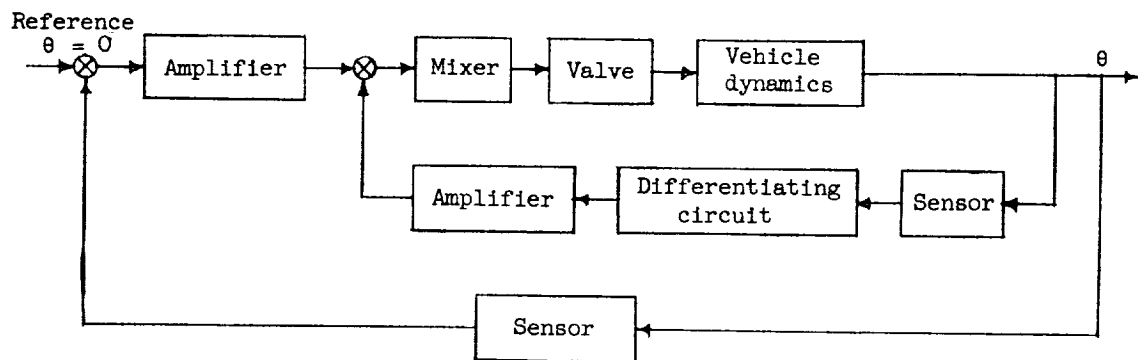 Reference
θ = 0
Amplifier
Mixer
Valve
Vehicle
dynamics
θ
Amplifier
Differentiating
circuit
Sensor
Sensor